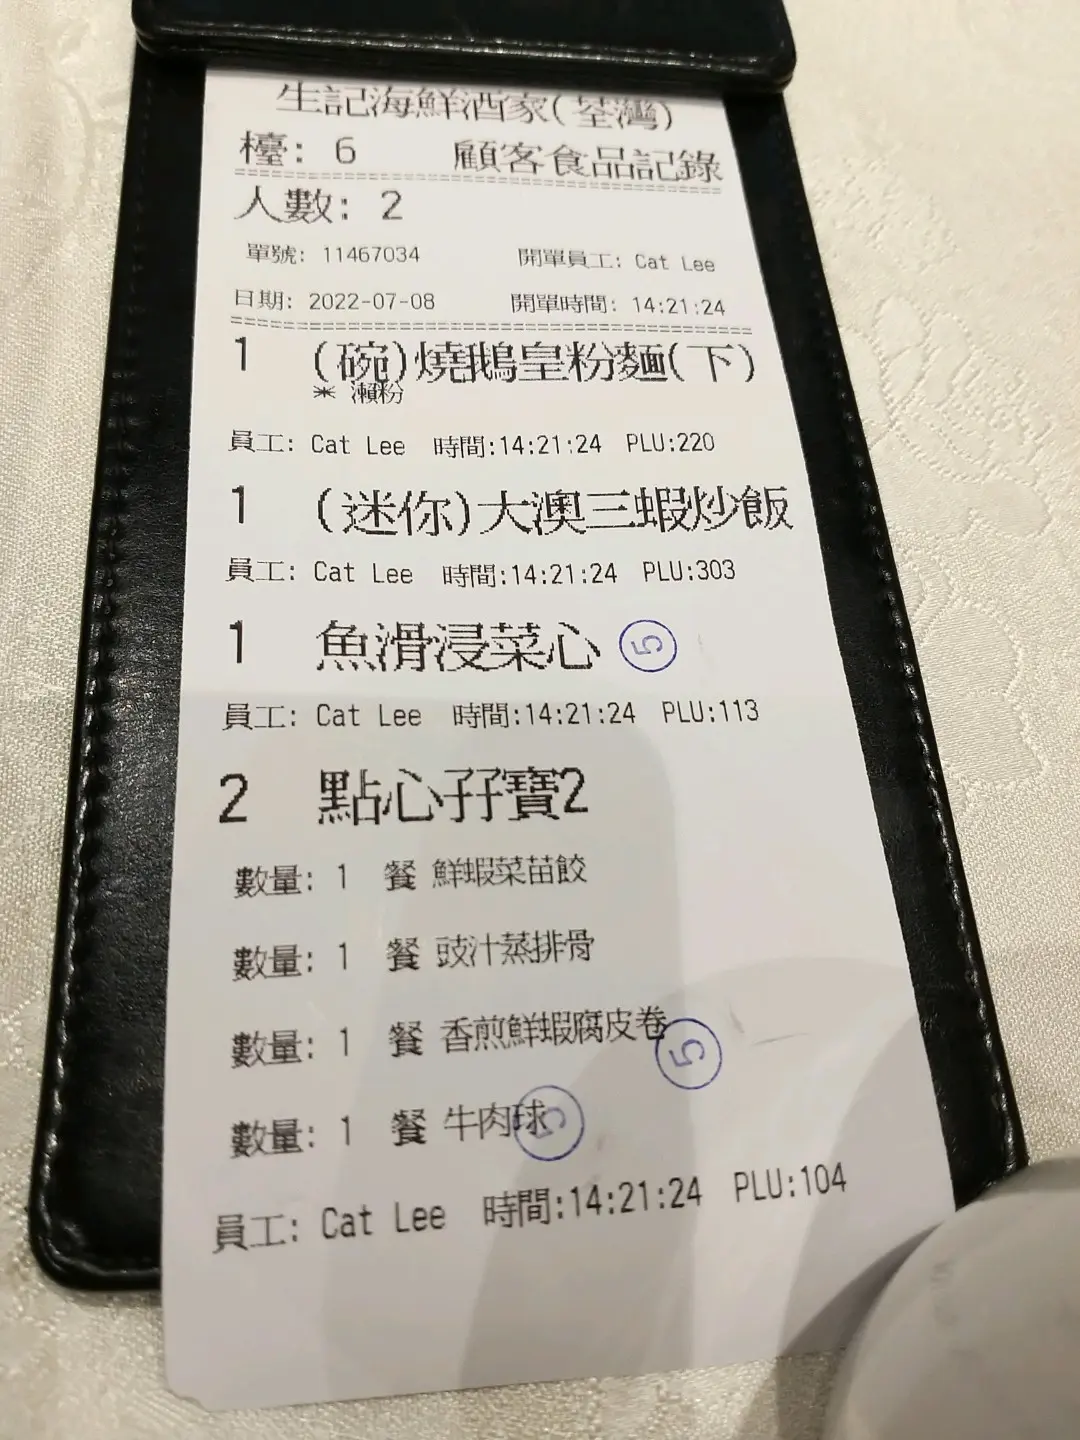 生記海鮮酒家(荃灣)
檯: 6 顧客食品記錄
人數: 2
單號: 11467034 開單員工: Cat Lee
日期: 2022-07-08 開單時間: 14:21:24
1 (碗)燒鵝皇粉麵(下)
* 瀨粉
員工: Cat Lee 時間:14:21:24 PLU:220
1 (迷你)大澳三蝦炒飯
員工: Cat Lee 時間:14:21:24 PLU:303
1 魚滑浸菜心 5
員工: Cat Lee 時間:14:21:24 PLU:113
2 點心孖寶2
數量: 1 餐 鮮蝦菜苗餃
數量: 1 餐 豉汁蒸排骨
數量: 1 餐 香煎鮮蝦腐皮卷 5
數量: 1 餐 牛肉球 5
員工: Cat Lee 時間:14:21:24 PLU:104